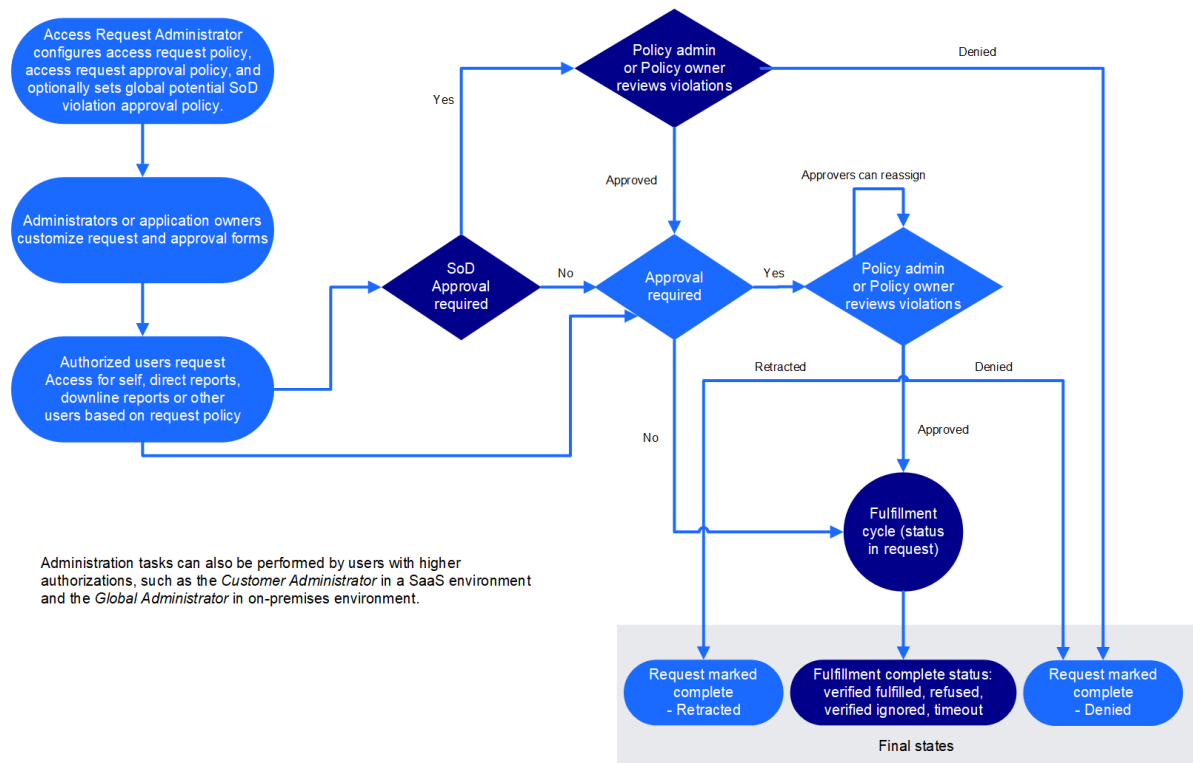 Access Request Administrator
configures access request policy,
access request approval policy, and
optionally sets global potential SoD
violation approval policy.
Administrators or application owners
customize request and approval forms
Authorized users request
Access for self, direct reports,
downline reports or other
users based on request policy
Yes
Policy admin
or Policy owner
reviews violations
Denied
Approved
Approvers can reassign
SoD
Approval
required
No
Approval
required
Yes
Policy admin
or Policy owner
reviews violations
Retracted
Denied
No
Approved
Fulfillment
cycle (status
in request)
Administration tasks can also be performed by users with higher
authorizations, such as the Customer Administrator in a SaaS environment
and the Global Administrator in on-premises environment.
Request marked
complete
- Retracted
Fulfillment complete status:
verified fulfilled, refused,
verified ignored, timeout
Request marked
complete
- Denied
Final states